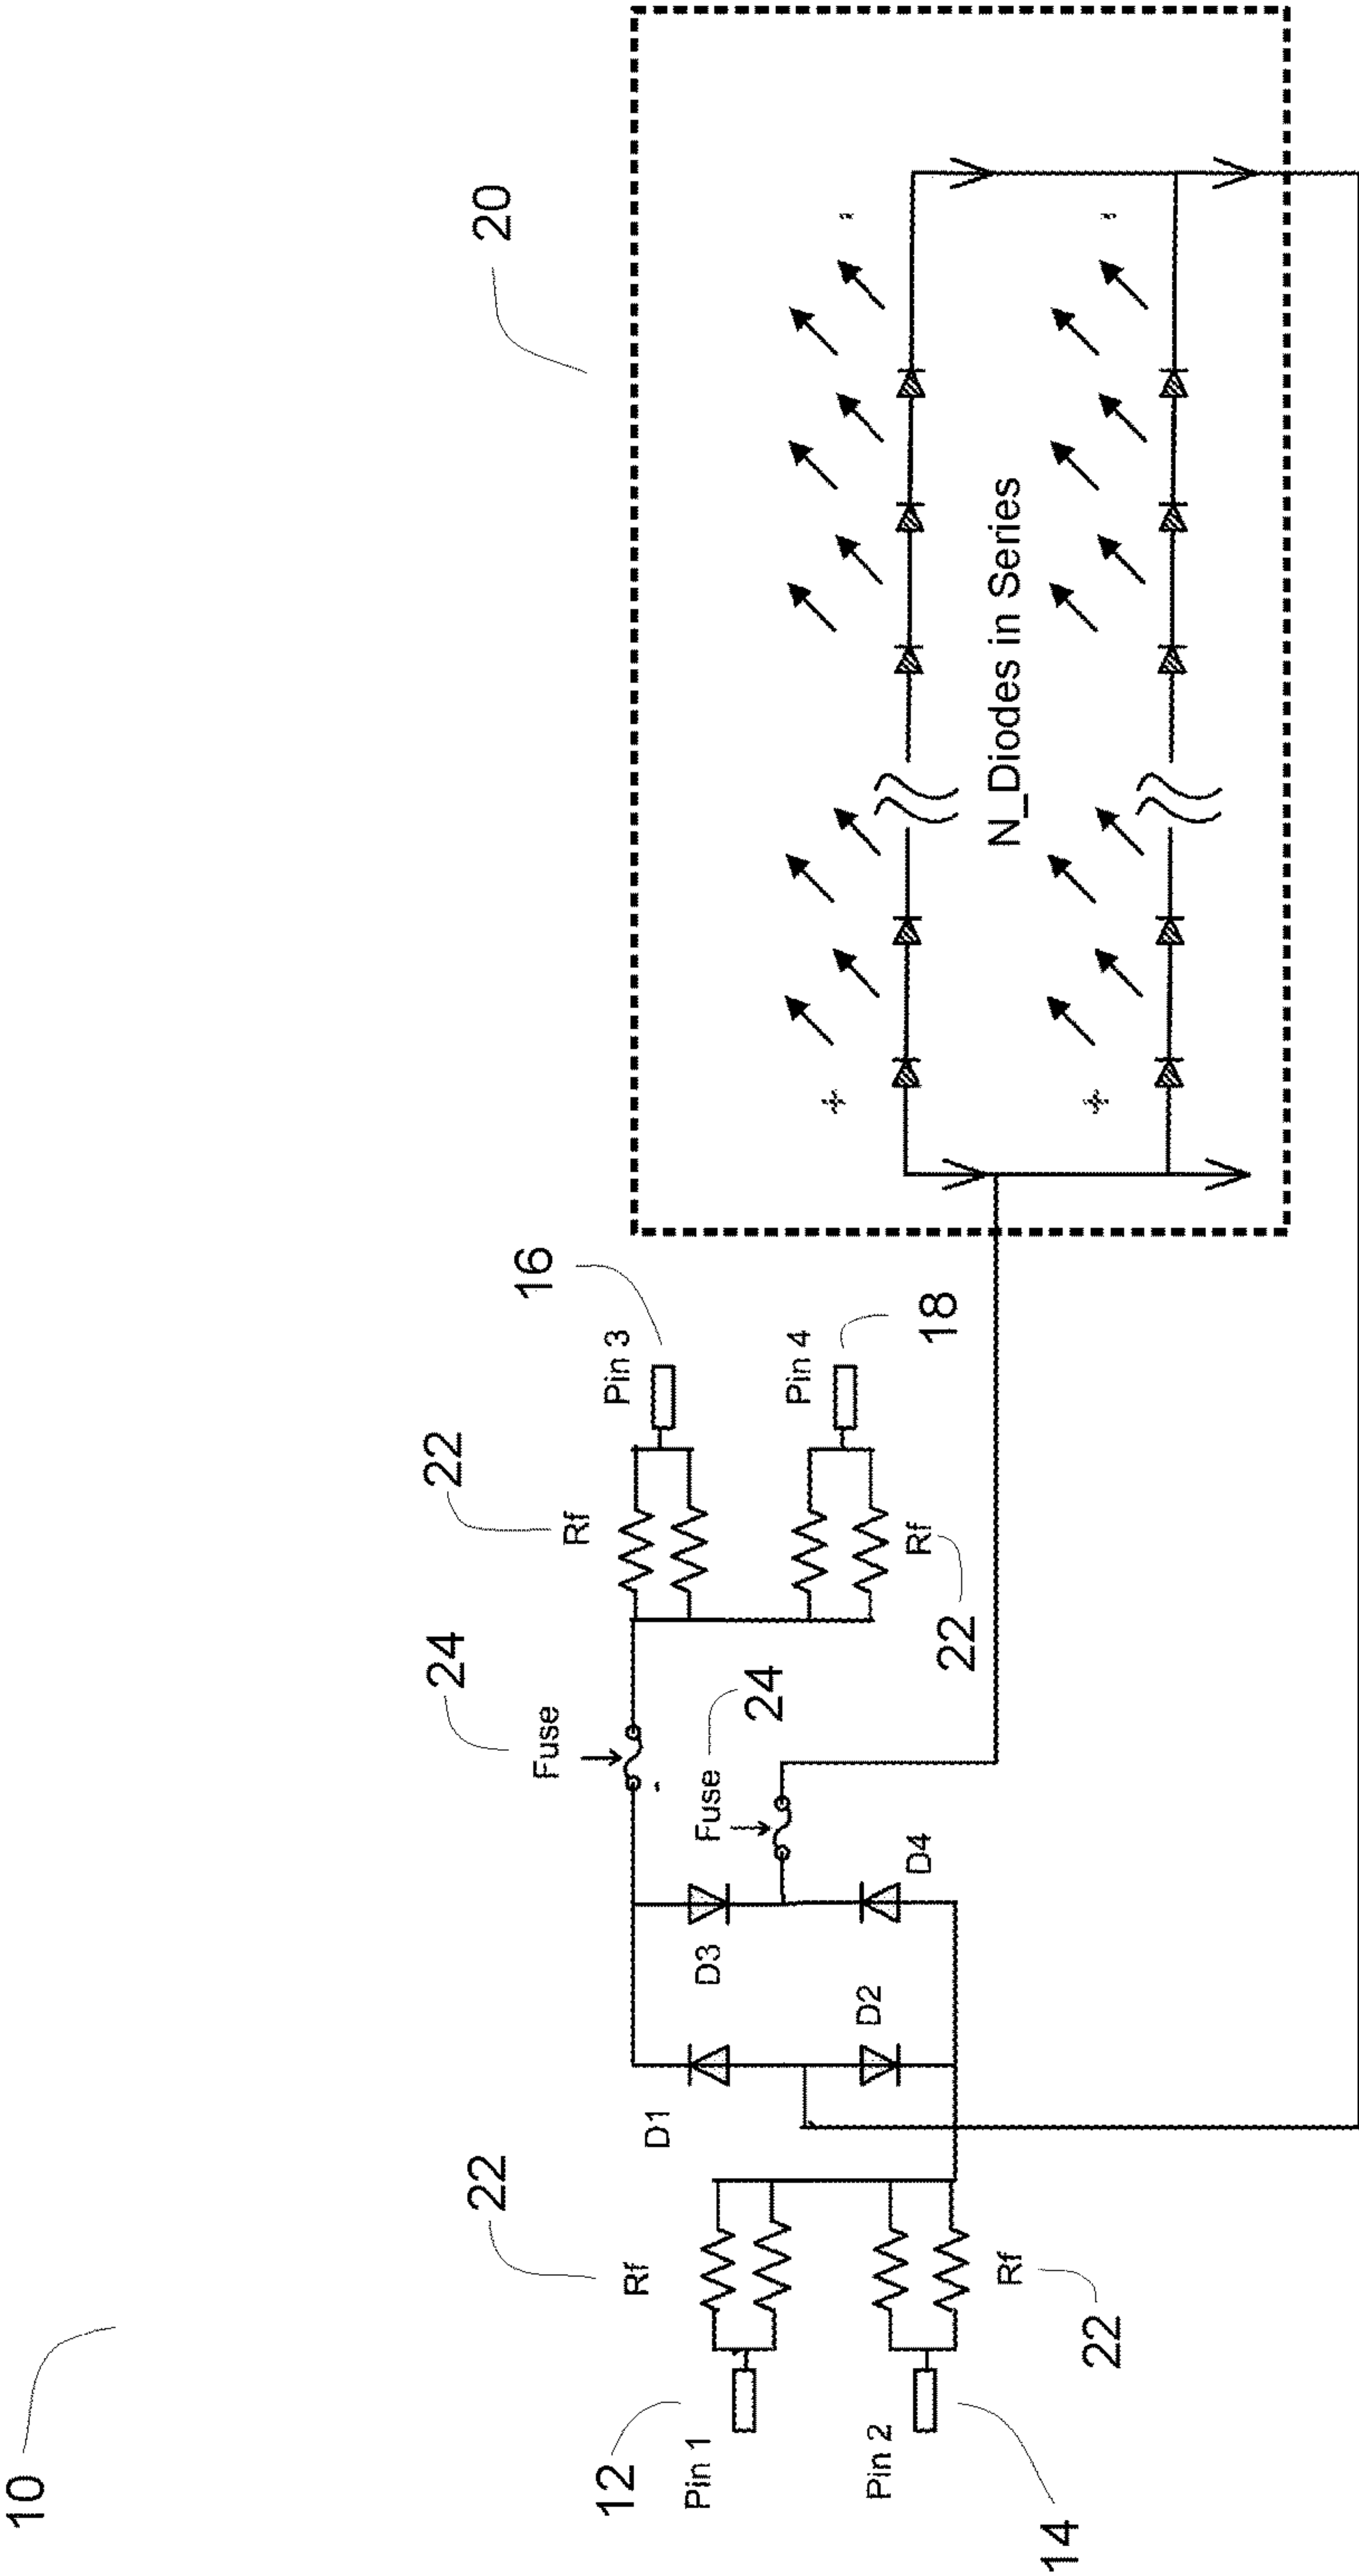 10
20
16
Pin 3
Pin 4
18
22
Rf
Rf
22
24
Fuse
24
Fuse
D3
D4
D1
D2
22
Rf
Rf
22
12
Pin 1
Pin 2
14
+
-
N_Diodes in Series
+
-